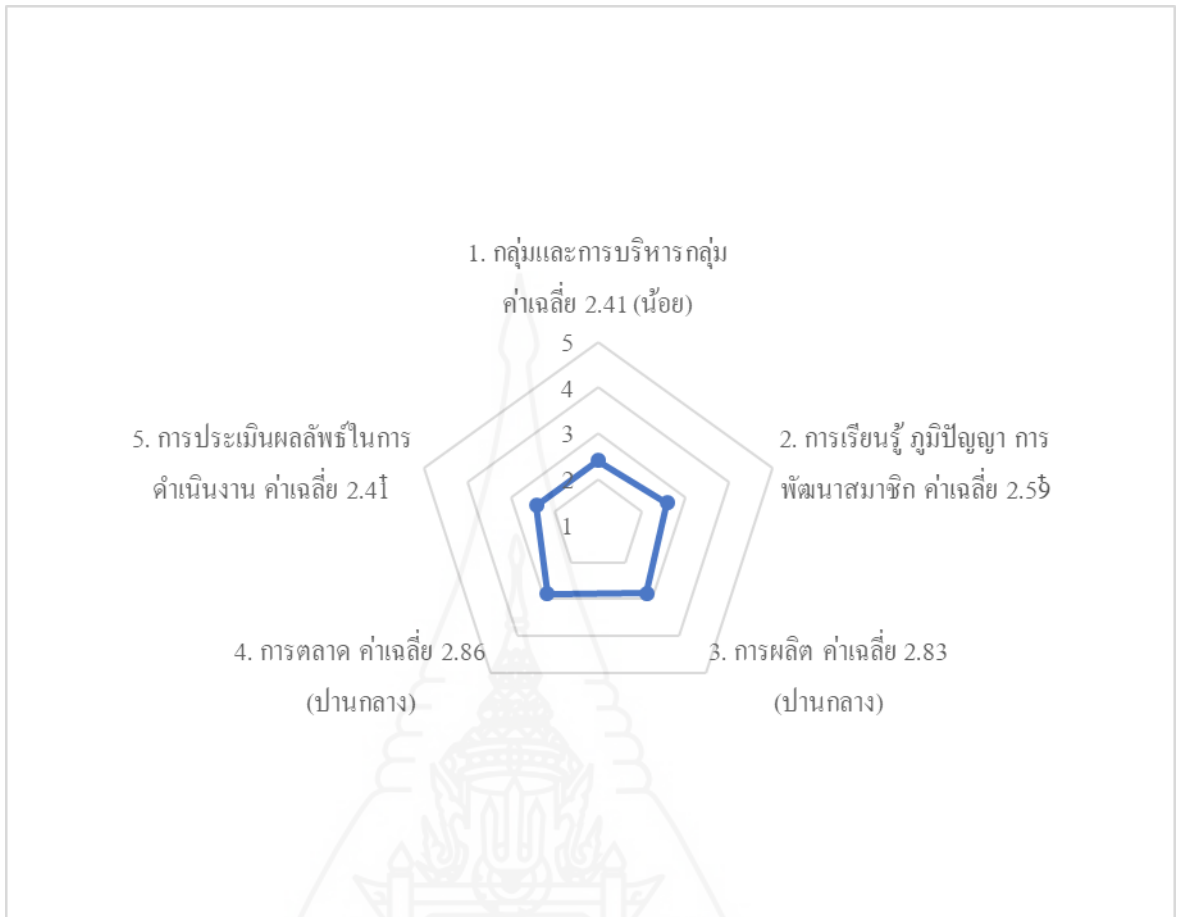 1. กลุ่มและการบริหารกลุ่ม
ค่าเฉลี่ย 2.41 (น้อย)
5
4
3
2
1
2. การเรียนรู้ ภูมิปัญญา การ
พัฒนาสมาชิก ค่าเฉลี่ย 2.59
3. การผลิต ค่าเฉลี่ย 2.83
(ปานกลาง)
4. การตลาด ค่าเฉลี่ย 2.86
(ปานกลาง)
5. การประเมินผลลัพธ์ในการ
ดำเนินงาน ค่าเฉลี่ย 2.41